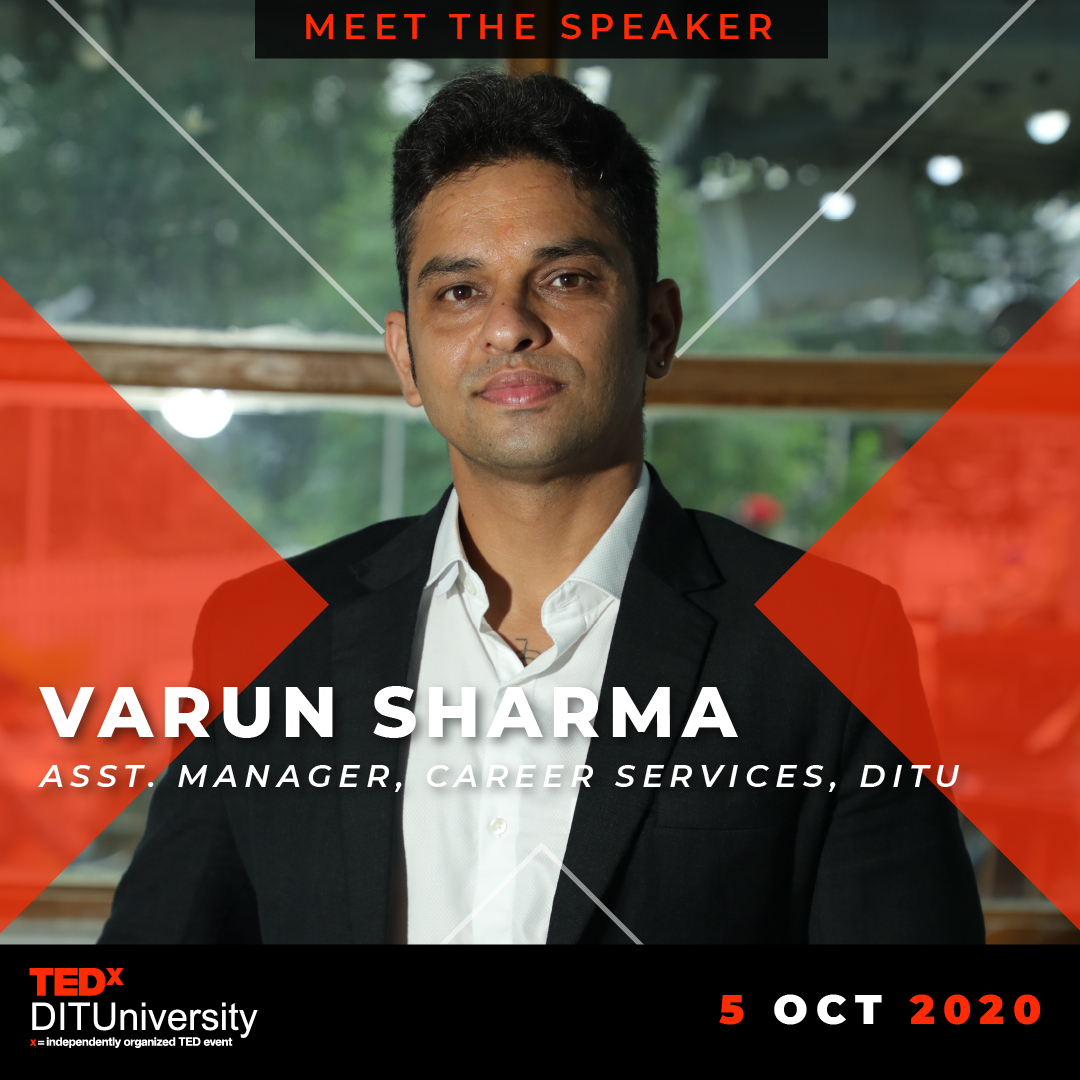 MEET THE SPEAKER
VARUN SHARMA
ASST. MANAGER, CAREER SERVICES, DITU
TEDx
DITUniversity
x = independently organized TED event
5 OCT 2020